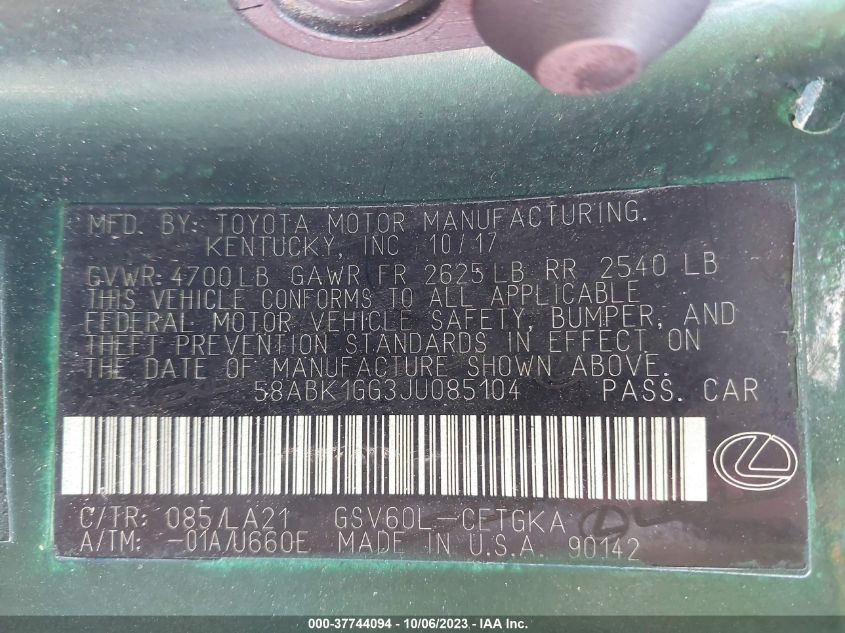 MFD. BY: TOYOTA MOTOR MANUFACTURING.
KENTUCKY, INC 10/17
GVWR 4700LB GAWR FR 2625LB RR 2540 LB
THIS VEHICLE CONFORMS TO ALL APPLICABLE
FEDERAL MOTOR VEHICLE SAFETY, BUMPER, AND
THEFT PREVENTION STANDARDS IN EFFECT ON
THE DATE OF MANUFACTURE SHOWN ABOVE.
58ABK1GG3JU085104 PASS. CAR
C/TR: 085/LA21 GSV60L-CETGKA
A/TM: -01A/U660E MADE IN U.S.A. 90142
000-37744094 - 10/06/2023 - IAA Inc.